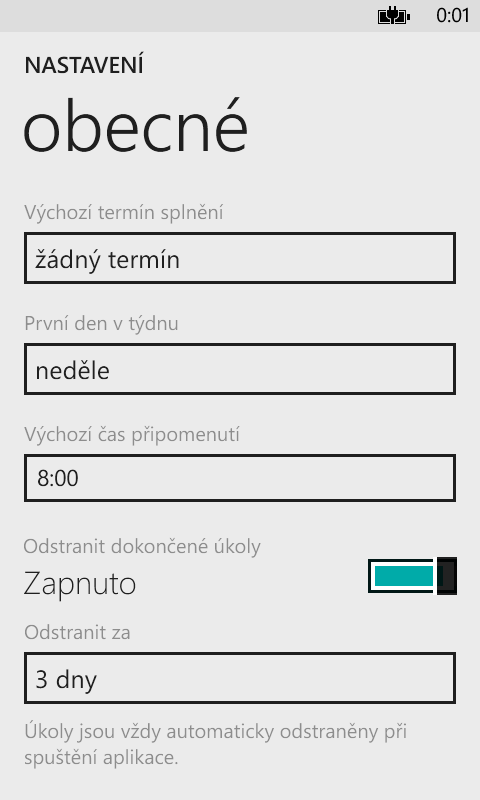 0:01
NASTAVENÍ
obecné
Výchozí termín splnění
žádný termín
První den v týdnu
neděle
Výchozí čas připomenutí
8:00
Odstranit dokončené úkoly
Zapnuto
Odstranit za
3 dny
Úkoly jsou vždy automaticky odstraněny při
spuštění aplikace.